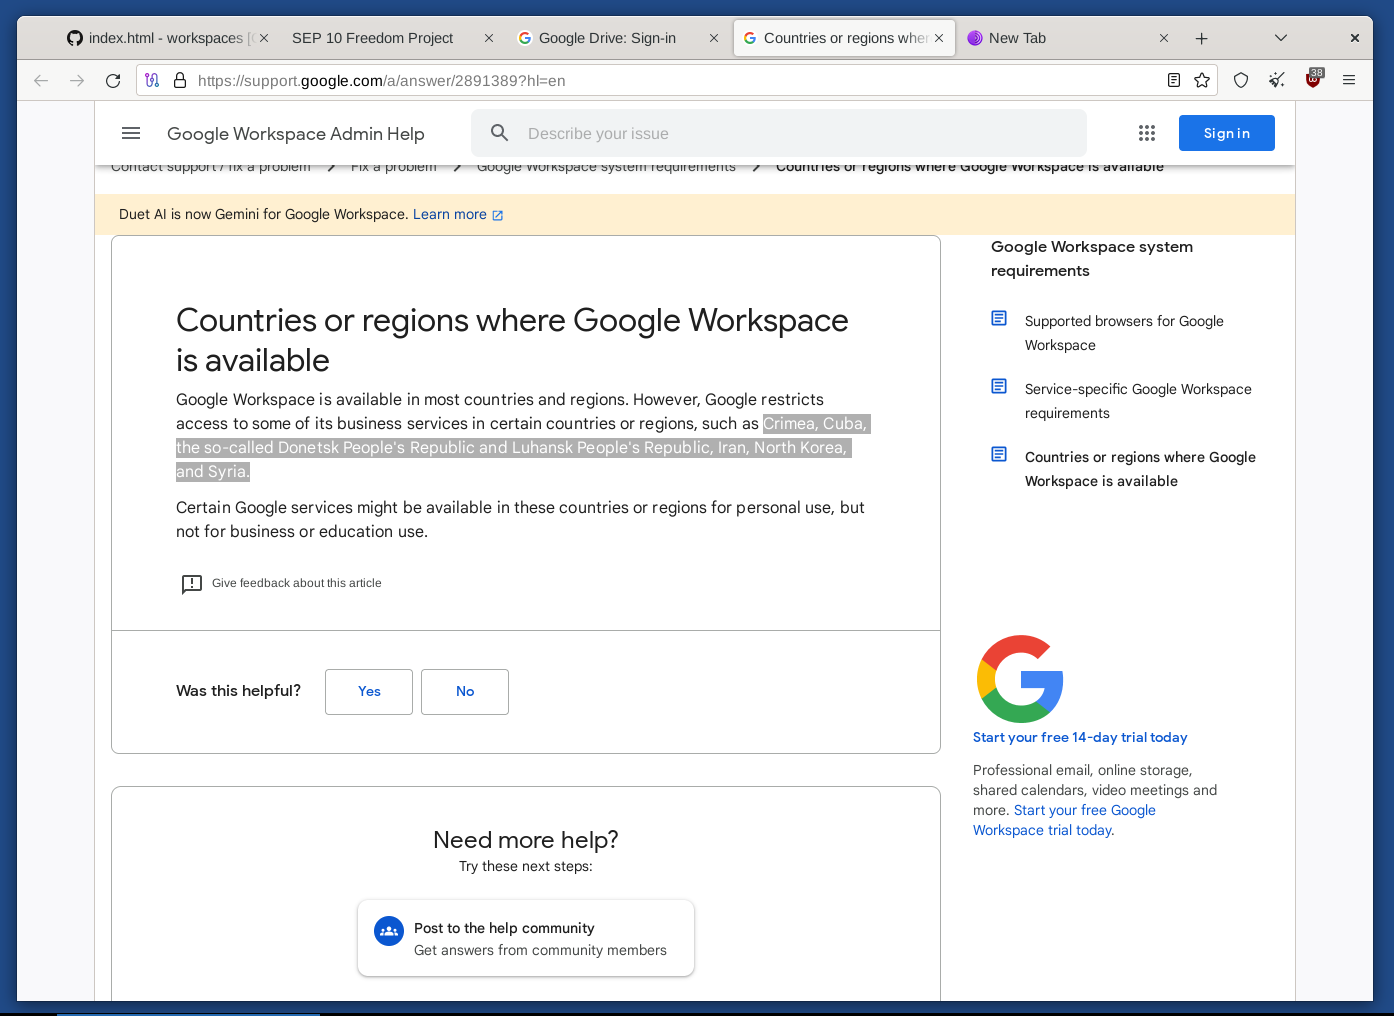 index.html - workspaces [G
SEP 10 Freedom Project
Google Drive: Sign-in
Countries or regions wher
New Tab
https://support.google.com/a/answer/2891389?hl=en
38
Google Workspace Admin Help
Describe your issue
Sign in
Contact support / fix a problem
Fix a problem
Google Workspace system requirements
Countries or regions where Google Workspace is available
Duet AI is now Gemini for Google Workspace. Learn more
Countries or regions where Google Workspace
is available
Google Workspace is available in most countries and regions. However, Google restricts
access to some of its business services in certain countries or regions, such as Crimea, Cuba,
the so-called Donetsk People's Republic and Luhansk People's Republic, Iran, North Korea,
and Syria.
Certain Google services might be available in these countries or regions for personal use, but
not for business or education use.
Give feedback about this article
Was this helpful?
Yes
No
Need more help?
Try these next steps:
Post to the help community
Get answers from community members
Google Workspace system
requirements
Supported browsers for Google
Workspace
Service-specific Google Workspace
requirements
Countries or regions where Google
Workspace is available
Start your free 14-day trial today
Professional email, online storage,
shared calendars, video meetings and
more. Start your free Google
Workspace trial today.